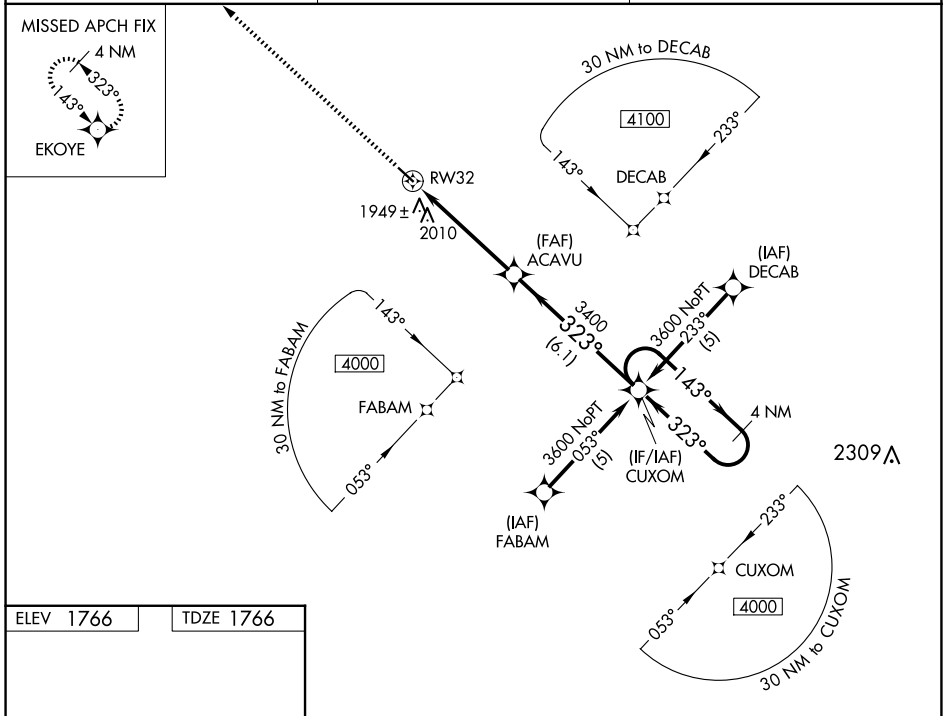 MISSED APCH FIX
4 NM
323°
143°
EKOYE
30 NM to DECAB
4100
233°
143°
DECAB
RW32
1949 ±
2010
(FAF)
ACAVU
(IAF)
DECAB
3400
323°
(6.1)
3600 NoPT
233°
(5)
30 NM to FABAM
143°
4000
FABAM
053°
143°
4 NM
323°
3600 NoPT
053°
(5)
(IF/IAF)
CUXOM
2309
(IAF)
FABAM
233°
CUXOM
053°
4000
30 NM to CUXOM
ELEV 1766
TDZE 1766